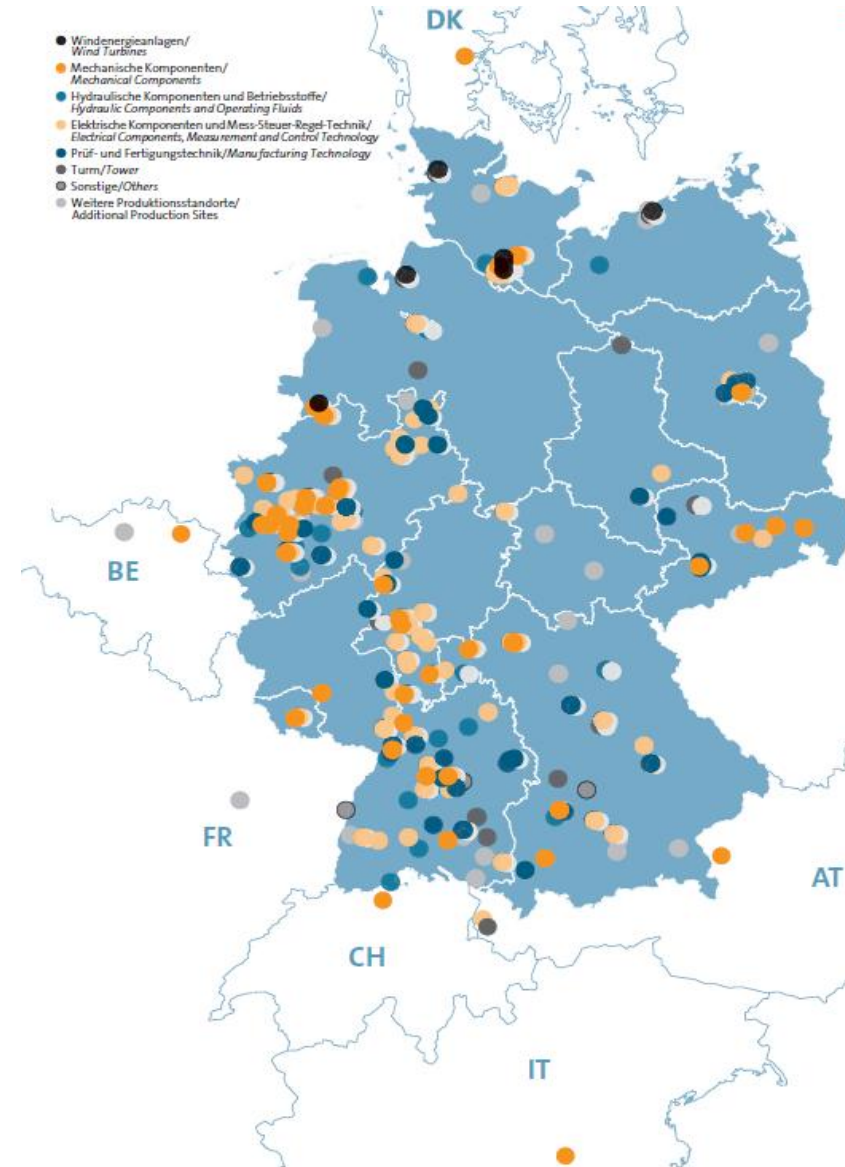 DK
Windenergieanlagen/
Wind Turbines
Mechanische Komponenten/
Mechanical Components
Hydraulische Komponenten und Betriebsstoffe/
Hydraulic Components and Operating Fluids
Elektrische Komponenten und Mess-Steuer-Regel-Technik/
Electrical Components, Measurement and Control Technology
Prüf- und Fertigungstechnik/Manufacturing Technology
Turm/Tower
Sonstige/Others
Weitere Produktionsstandorte/
Additional Production Sites
BE
FR
AT
CH
IT